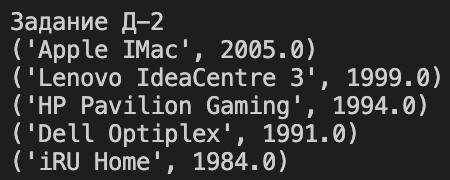 Задание Д-2
('Apple IMac', 2005.0)
('Lenovo IdeaCentre 3', 1999.0)
('HP Pavilion Gaming', 1994.0)
('Dell Optiplex', 1991.0)
('iRU Home', 1984.0)